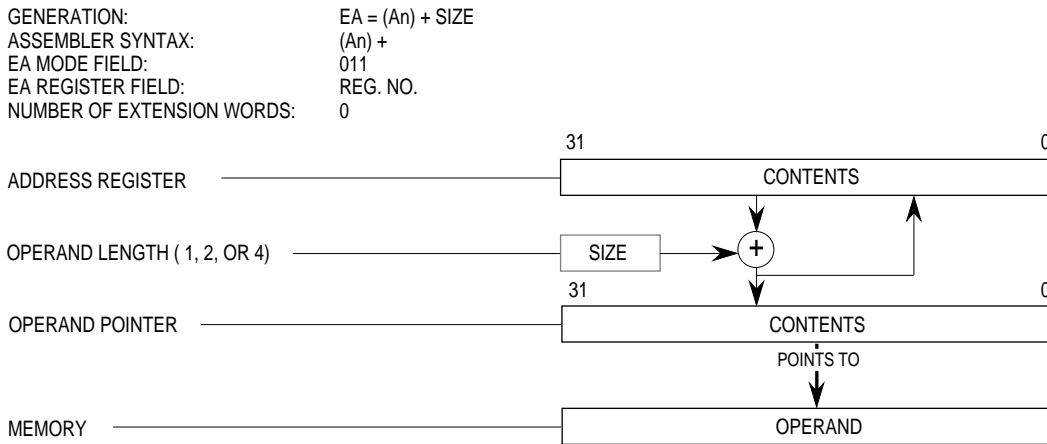 GENERATION: EA = (An) + SIZE
ASSEMBLER SYNTAX: (An) +
EA MODE FIELD: 011
EA REGISTER FIELD: REG. NO.
NUMBER OF EXTENSION WORDS: 0
31 0
ADDRESS REGISTER CONTENTS
OPERAND LENGTH ( 1, 2, OR 4) SIZE +
31 0
OPERAND POINTER CONTENTS
POINTS TO
MEMORY OPERAND